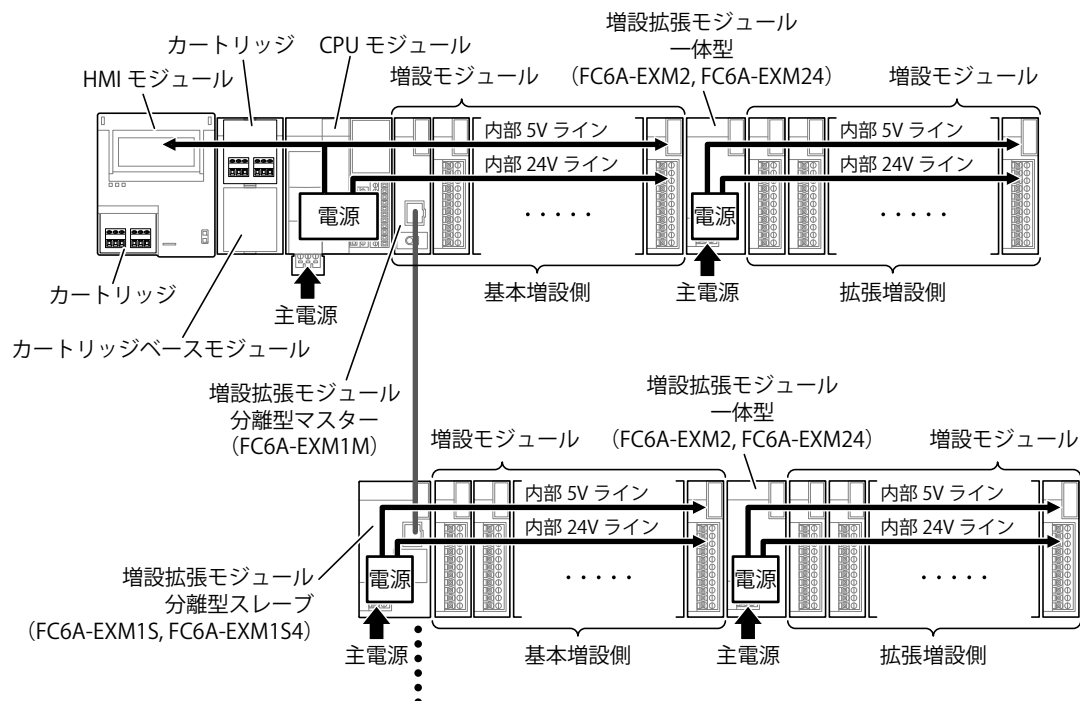 増設拡張モジュール
一体型
(FC6A-EXM2, FC6A-EXM24)
カートリッジ
CPU モジュール
HMI モジュール
増設モジュール
増設モジュール
内部 5V ライン
内部 24V ライン
内部 5V ライン
内部 24V ライン
電源
・・・・・
電源
・・・・・
カートリッジ
主電源
基本増設側
主電源
拡張増設側
カートリッジベースモジュール
増設拡張モジュール
分離型マスター
(FC6A-EXM1M)
増設拡張モジュール
一体型
(FC6A-EXM2, FC6A-EXM24)
増設モジュール
増設モジュール
内部 5V ライン
内部 24V ライン
内部 5V ライン
内部 24V ライン
電源
・・・・・
電源
・・・・・
増設拡張モジュール
分離型スレーブ
(FC6A-EXM1S, FC6A-EXM1S4)
主電源
基本増設側
主電源
拡張増設側